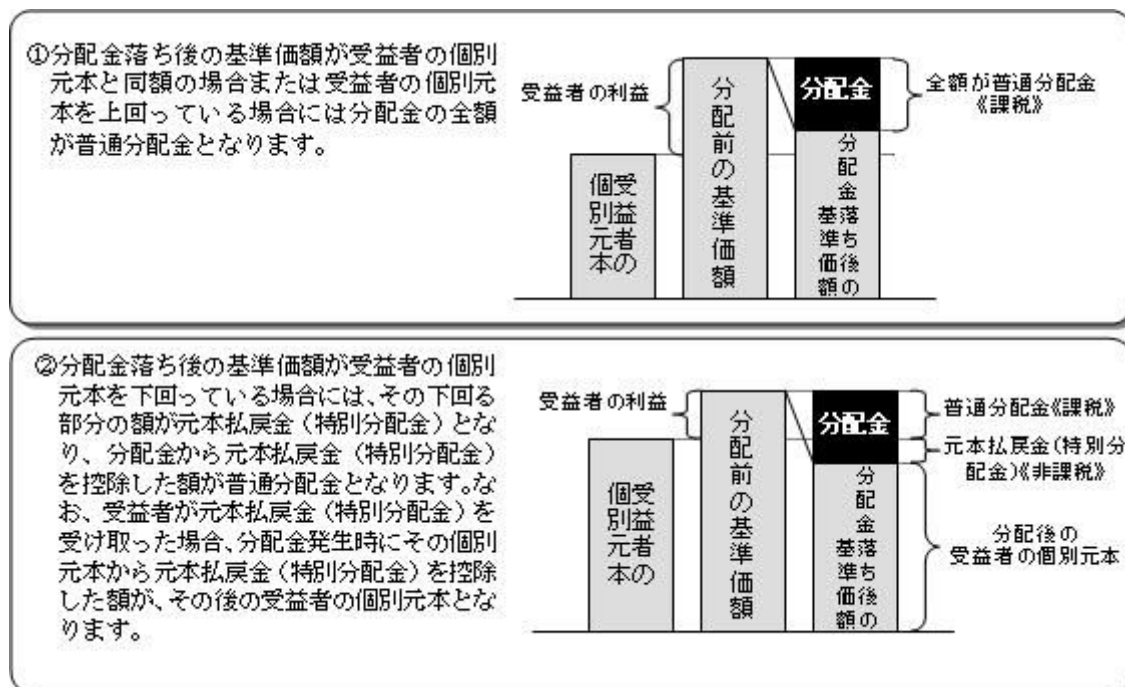 ①分配金落ち後の基準価額が受益者の個別
元本と同額の場合または受益者の個別元
本を上回っている場合には分配金の全額
が普通分配金となります。
受益者の利益
受益者の
個別元本
分配前の基準価額
分配金
分配金落ち後の
基準価額
全額が普通分配金
《課税》
②分配金落ち後の基準価額が受益者の個別
元本を下回っている場合には、その下回る
部分の額が元本払戻金（特別分配金）とな
り、分配金から元本払戻金（特別分配金）
を控除した額が普通分配金となります。な
お、受益者が元本払戻金（特別分配金）を
受け取った場合、分配金発生時にその個別
元本から元本払戻金（特別分配金）を控除
した額が、その後の受益者の個別元本とな
ります。
受益者の利益
受益者の
個別元本
分配前の基準価額
分配金
分配金落ち後の
基準価額
普通分配金《課税》
元本払戻金（特別分
配金）《非課税》
分配後の
受益者の個別元本